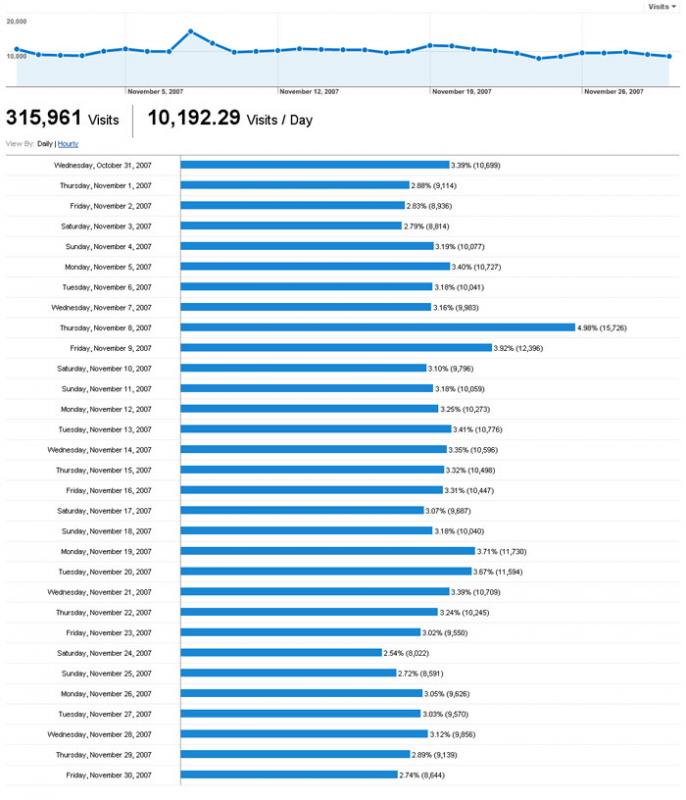 Visits
20,000
10,000
November 5, 2007 November 12, 2007 November 19, 2007 November 26, 2007
315,961 Visits 10,192.29 Visits / Day
View By: Daily | Hourly
Wednesday, October 31, 2007 3.39% (10,699)
Thursday, November 1, 2007 2.88% (9,114)
Friday, November 2, 2007 2.83% (8,936)
Saturday, November 3, 2007 2.79% (8,814)
Sunday, November 4, 2007 3.19% (10,077)
Monday, November 5, 2007 3.40% (10,727)
Tuesday, November 6, 2007 3.18% (10,041)
Wednesday, November 7, 2007 3.16% (9,983)
Thursday, November 8, 2007 4.98% (15,726)
Friday, November 9, 2007 3.92% (12,396)
Saturday, November 10, 2007 3.10% (9,796)
Sunday, November 11, 2007 3.18% (10,059)
Monday, November 12, 2007 3.25% (10,273)
Tuesday, November 13, 2007 3.41% (10,776)
Wednesday, November 14, 2007 3.35% (10,596)
Thursday, November 15, 2007 3.32% (10,498)
Friday, November 16, 2007 3.31% (10,447)
Saturday, November 17, 2007 3.07% (9,687)
Sunday, November 18, 2007 3.18% (10,040)
Monday, November 19, 2007 3.71% (11,730)
Tuesday, November 20, 2007 3.67% (11,594)
Wednesday, November 21, 2007 3.39% (10,709)
Thursday, November 22, 2007 3.24% (10,245)
Friday, November 23, 2007 3.02% (9,550)
Saturday, November 24, 2007 2.54% (8,022)
Sunday, November 25, 2007 2.72% (8,591)
Monday, November 26, 2007 3.05% (9,626)
Tuesday, November 27, 2007 3.03% (9,570)
Wednesday, November 28, 2007 3.12% (9,856)
Thursday, November 29, 2007 2.89% (9,139)
Friday, November 30, 2007 2.74% (8,644)